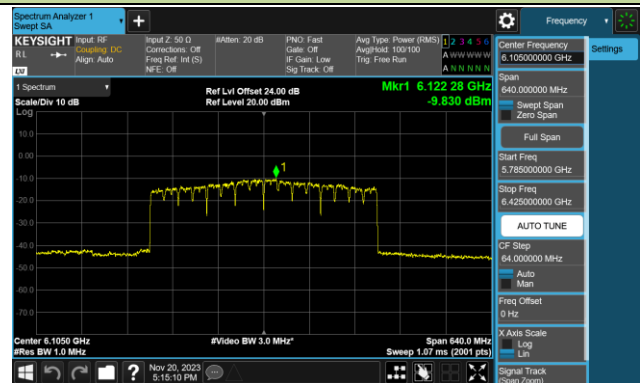 Spectrum Analyzer 1
Swept SA
+
Frequency
KEYSIGHT
RL
LXI
Input: RF
Coupling: DC
Align: Auto
Input Z: 50 Ω
Corrections: Off
Freq Ref: Int (S)
NFE: Off
#Atten: 20 dB
PNO: Fast
Gate: Off
IF Gain: Low
Sig Track: Off
Avg Type: Power (RMS)
Avg|Hold: 100/100
Trig: Free Run
1 2 3 4 5 6
A W W W W W
A N N N N N
1 Spectrum
Scale/Div 10 dB
Log
Ref Lvl Offset 24.00 dB
Ref Level 20.00 dBm
Mkr1 6.122 28 GHz
-9.830 dBm
10.0
0.00
-10.0
-20.0
-30.0
-40.0
-50.0
-60.0
-70.0
1
Center 6.1050 GHz
#Res BW 1.0 MHz
#Video BW 3.0 MHz*
Span 640.0 MHz
Sweep 1.07 ms (2001 pts)
Nov 20, 2023
5:15:10 PM
?
Center Frequency
6.105000000 GHz
Span
640.000000 MHz
Swept Span
Zero Span
Full Span
Start Freq
5.785000000 GHz
Stop Freq
6.425000000 GHz
AUTO TUNE
CF Step
64.000000 MHz
Auto
Man
Freq Offset
0 Hz
X Axis Scale
Log
Lin
Signal Track
(Span Zoom)
Settings